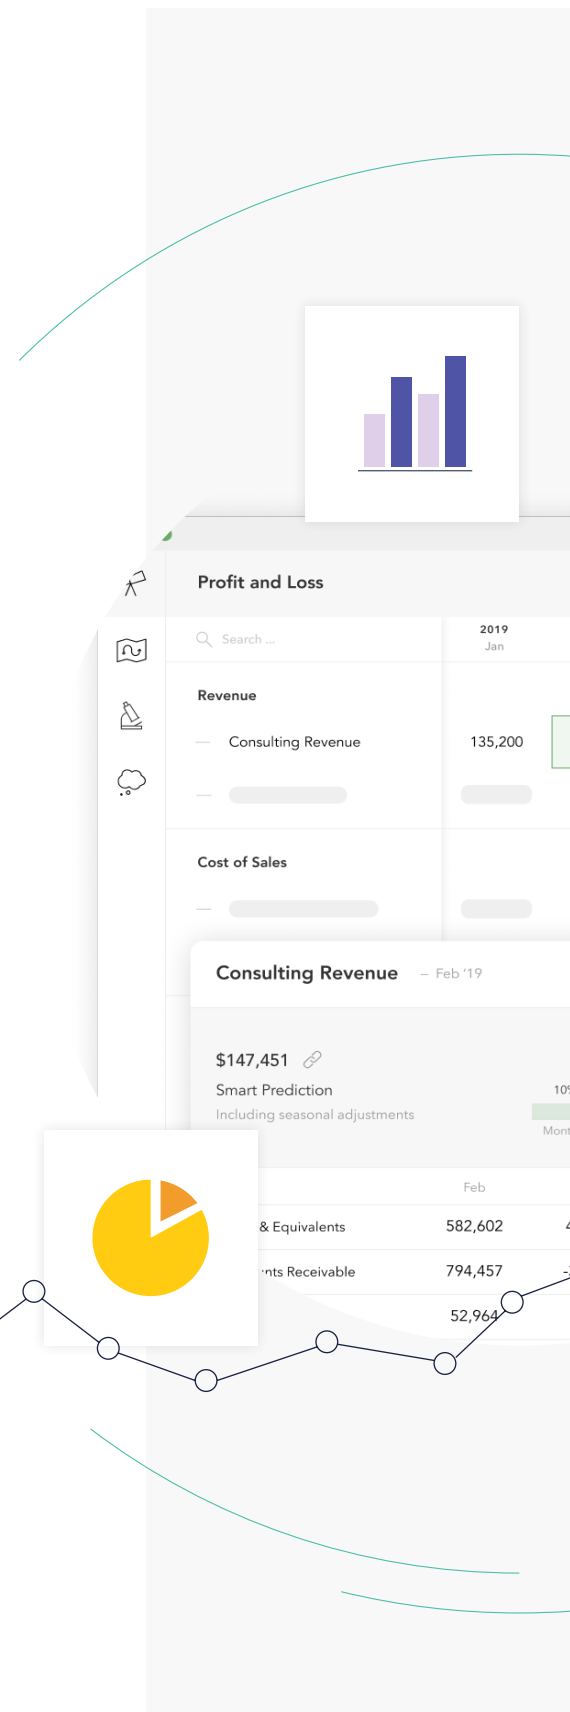 Profit and Loss
Search ...
2019
Jan
Revenue
Consulting Revenue
135,200
Cost of Sales
Consulting Revenue – Feb ‘19
$147,451
Smart Prediction
Including seasonal adjustments
Feb
& Equivalents 582,602
Receivable 794,457
52,964